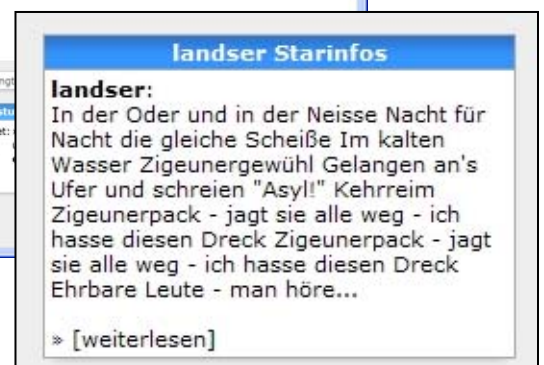 landser Starinfos
landser:
In der Oder und in der Neisse Nacht für
Nacht die gleiche Scheiße Im kalten
Wasser Zigeunergewühl Gelangen an's
Ufer und schreien "Asyl!" Kehrreim
Zigeunerpack - jagt sie alle weg - ich
hasse diesen Dreck Zigeunerpack - jagt
sie alle weg - ich hasse diesen Dreck
Ehrbare Leute - man höre...
» [weiterlesen]